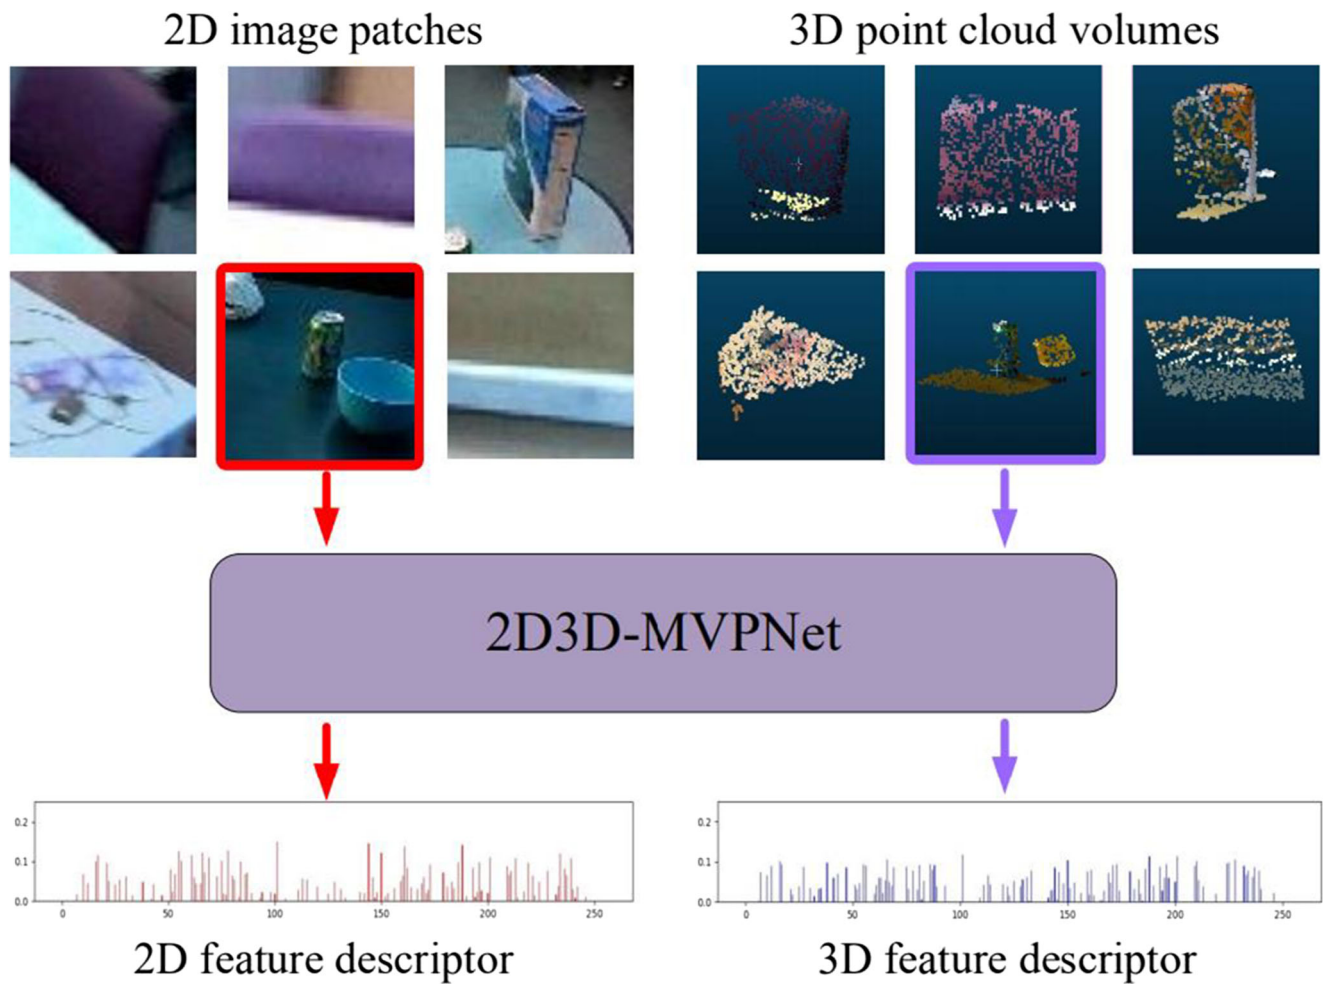 2D image patches
3D point cloud volumes
2D3D-MVPNet
0.2
0.1
0.0
0 50 100 150 200 250
0.2
0.1
0.0
0 50 100 150 200 250
2D feature descriptor
3D feature descriptor